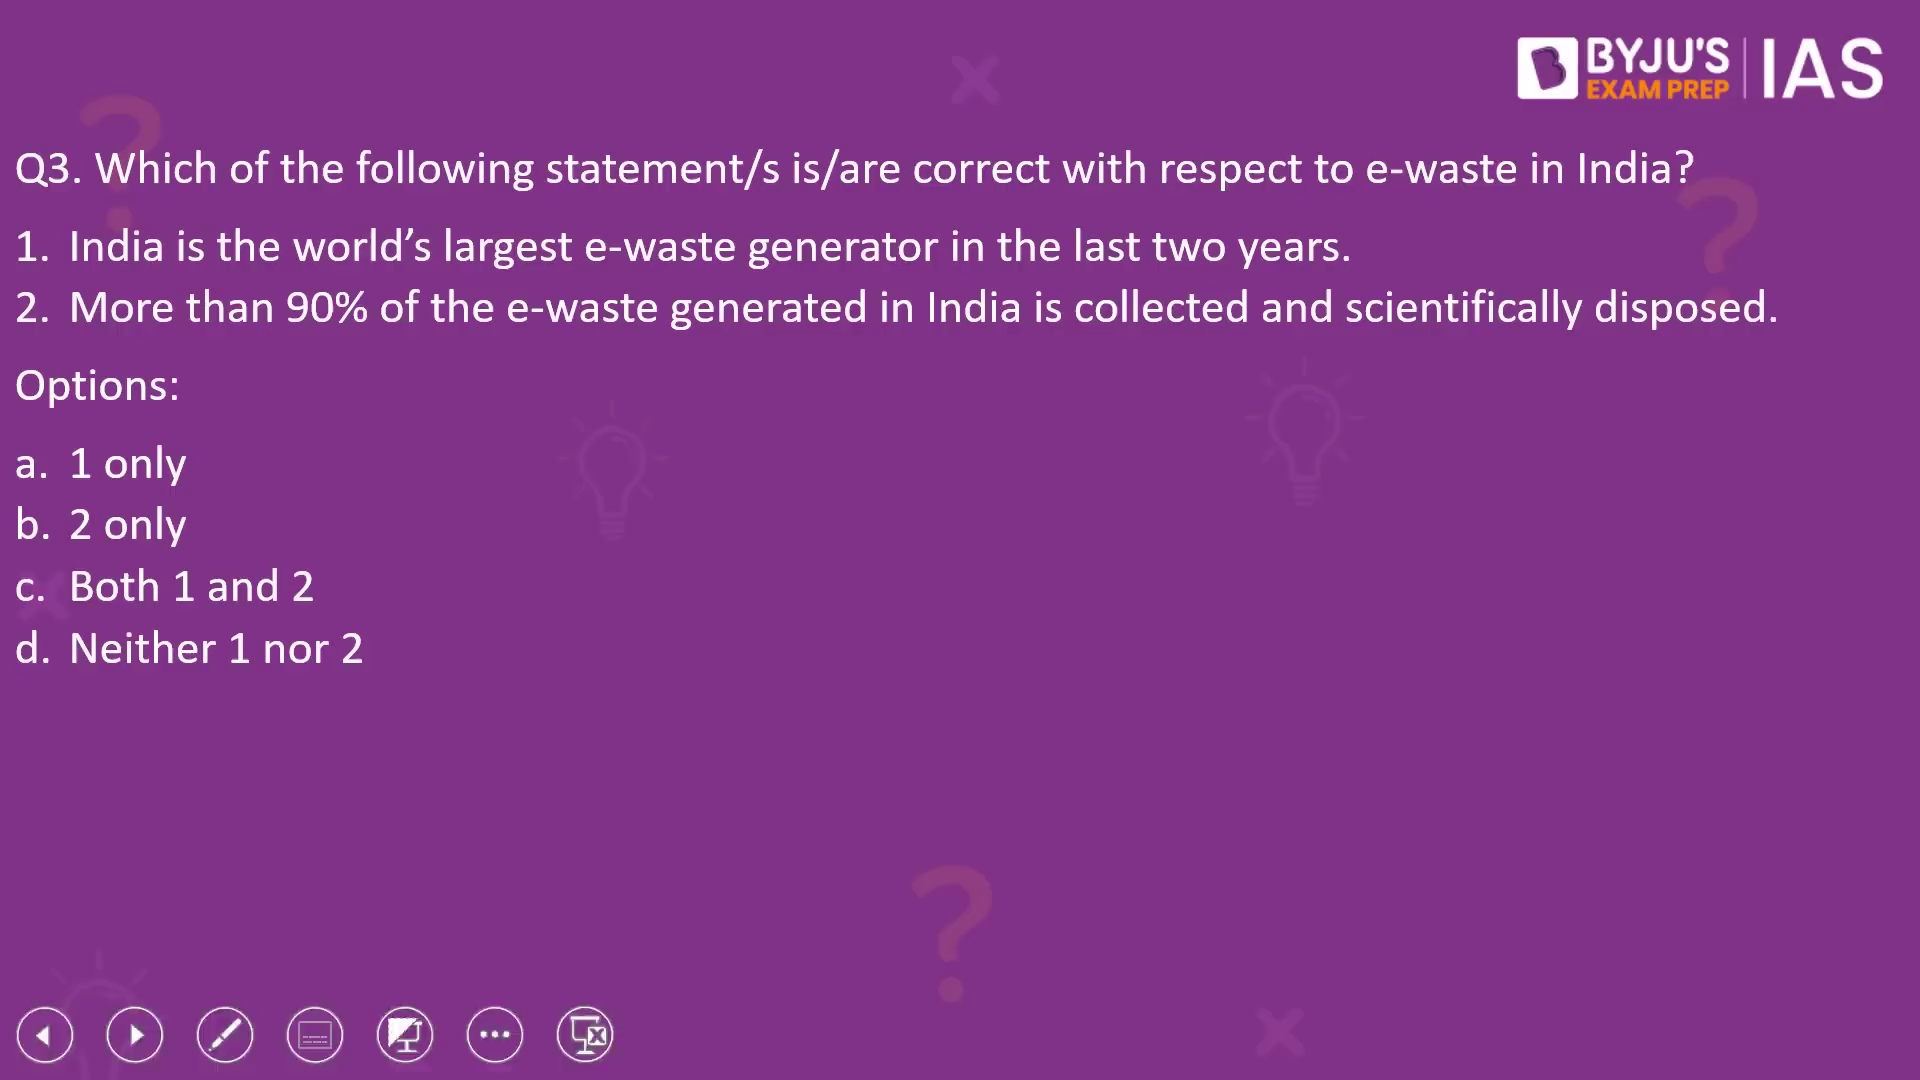 BYJU'S
EXAM PREP
IAS
Q3. Which of the following statement/s is/are correct with respect to e-waste in India?
1. India is the world’s largest e-waste generator in the last two years.
2. More than 90% of the e-waste generated in India is collected and scientifically disposed.
Options:
a. 1 only
b. 2 only
c. Both 1 and 2
d. Neither 1 nor 2